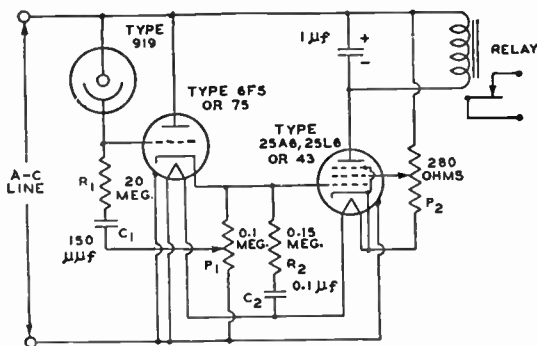 TYPE
919
1 μf
+
-
RELAY
TYPE 6F5
OR 75
TYPE
25A6, 25L6
OR 43
A-C
LINE
R1
20
MEG.
280
OHMS
P2
C1
150
μμf
0.1
MEG.
P1
0.15
MEG.
R2
C2
0.1 μf